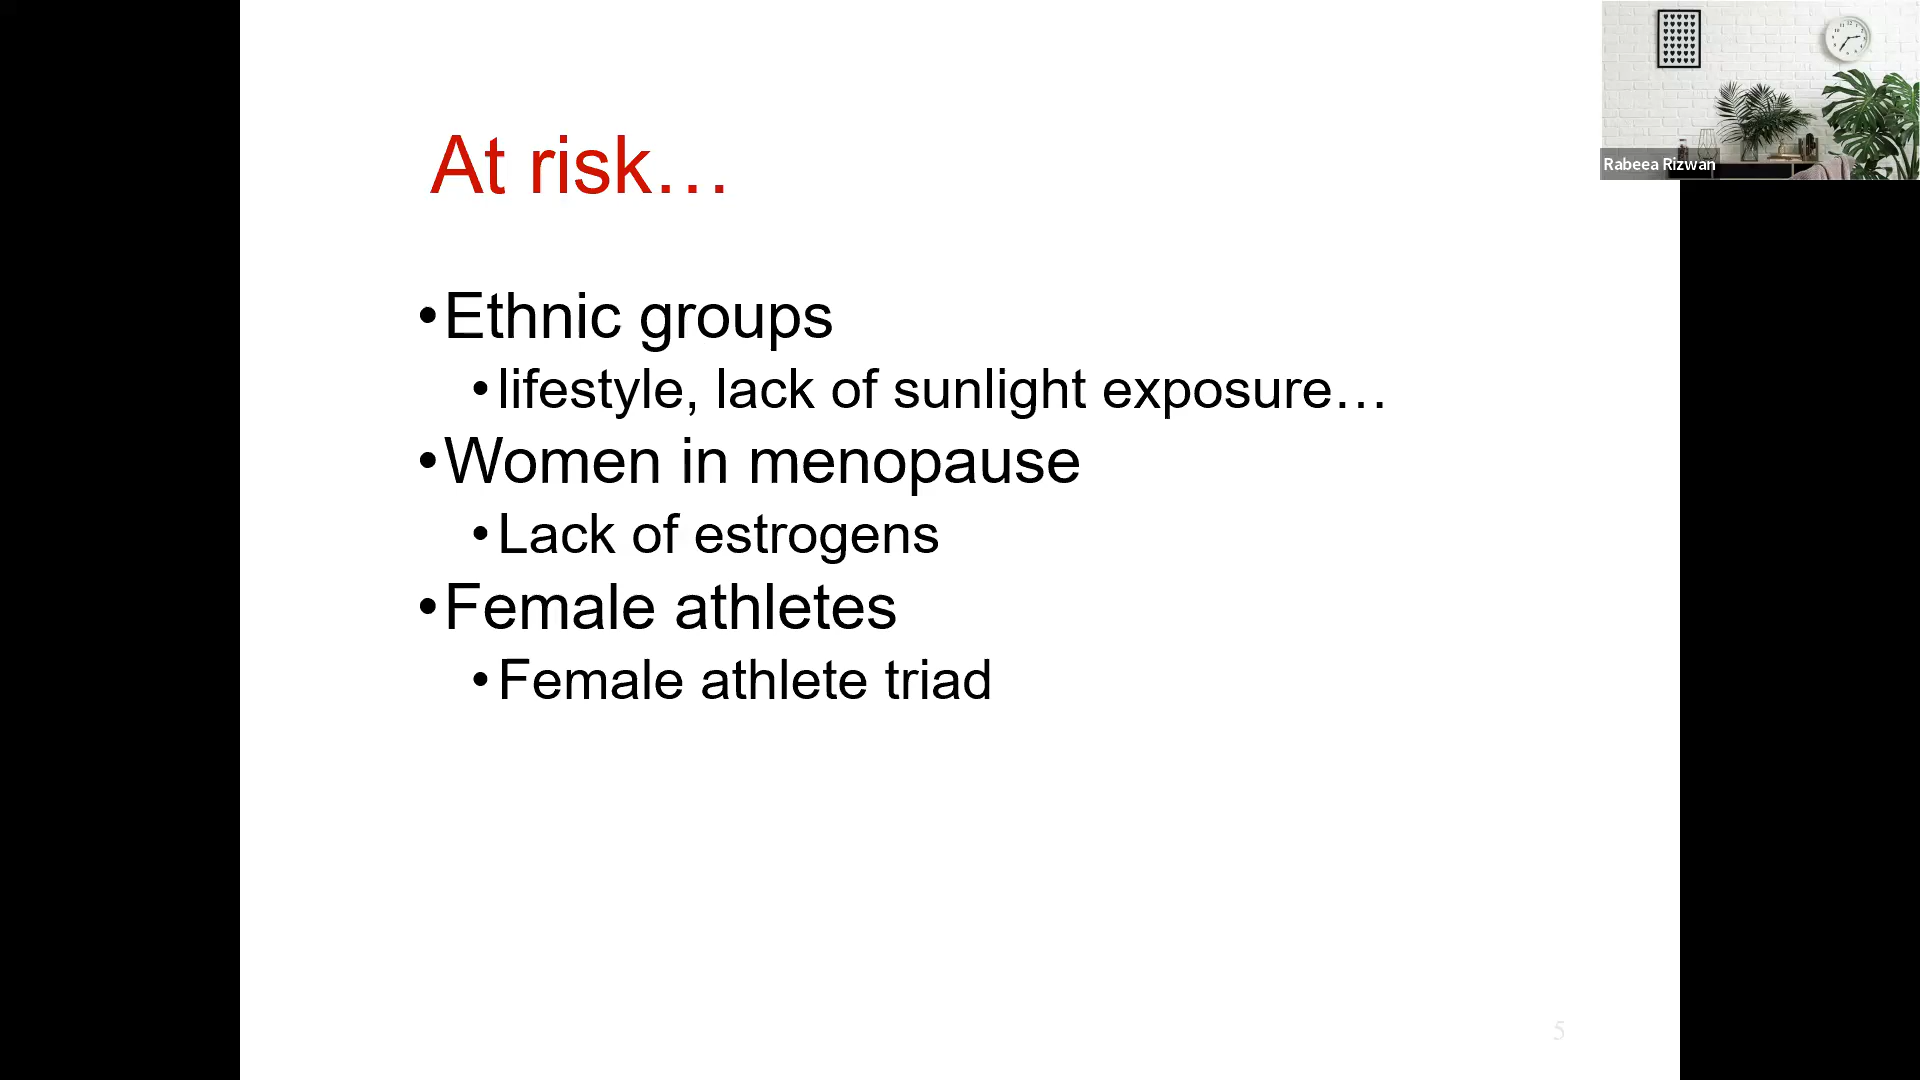 At risk…
•Ethnic groups
•lifestyle, lack of sunlight exposure…
•Women in menopause
•Lack of estrogens
•Female athletes
•Female athlete triad
Rabeea Rizwan
5